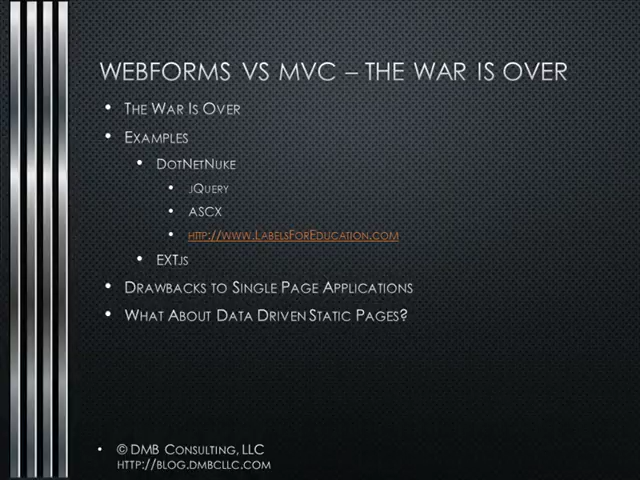 WEBFORMS VS MVC – THE WAR IS OVER
• THE WAR IS OVER
• EXAMPLES
• DOTNETNUKE
• JQUERY
• ASCX
• HTTP://WWW.LABELSFOREDUCATION.COM
• EXTJS
• DRAWBACKS TO SINGLE PAGE APPLICATIONS
• WHAT ABOUT DATA DRIVEN STATIC PAGES?
• © DMB CONSULTING, LLC
HTTP://BLOG.DMBCLLC.COM